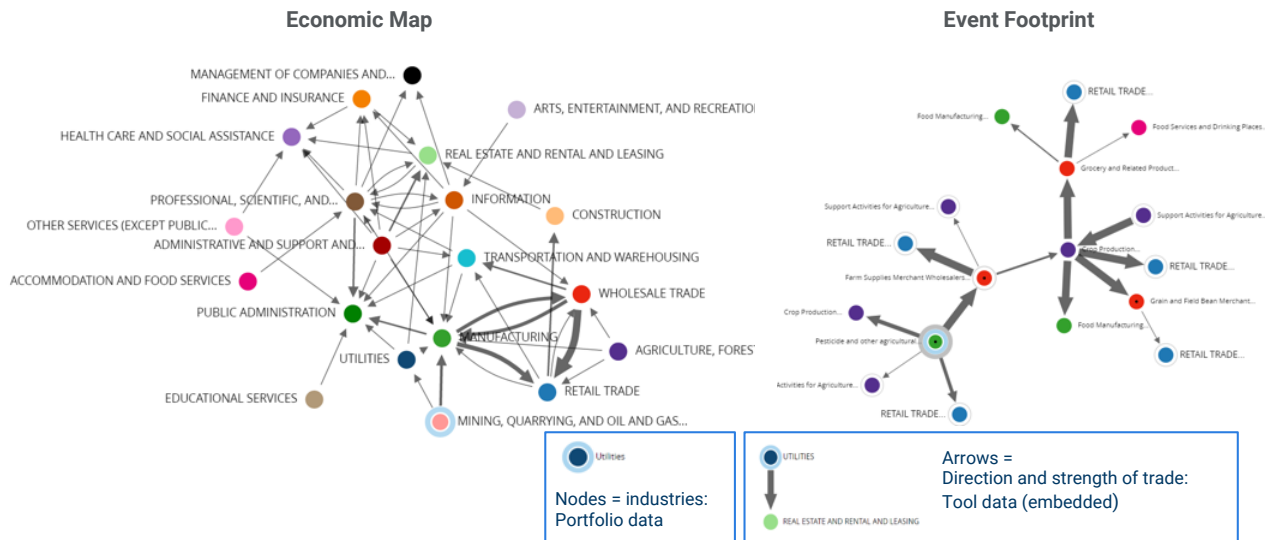 Economic Map
Event Footprint
MANAGEMENT OF COMPANIES AND...
FINANCE AND INSURANCE
ARTS, ENTERTAINMENT, AND RECREATIO
HEALTH CARE AND SOCIAL ASSISTANCE
REAL ESTATE AND RENTAL AND LEASING
PROFESSIONAL, SCIENTIFIC, AND...
INFORMATION
CONSTRUCTION
OTHER SERVICES (EXCEPT PUBLIC...
ADMINISTRATIVE AND SUPPORT AND...
TRANSPORTATION AND WAREHOUSING
ACCOMMODATION AND FOOD SERVICES
WHOLESALE TRADE
PUBLIC ADMINISTRATION
MANUFACTURING
UTILITIES
AGRICULTURE, FOREST
RETAIL TRADE
EDUCATIONAL SERVICES
MINING, QUARRYING, AND OIL AND GAS...
RETAIL TRADE...
Food Manufacturing...
Food Services and Drinking Places...
Grocery and Related Product...
Support Activities for Agriculture...
Support Activities for Agriculture...
RETAIL TRADE...
Crop Production...
RETAIL TRADE...
Farm Supplies Merchant Wholesalers...
Grain and Field Bean Merchant...
Crop Production...
Food Manufacturing...
Pesticide and other agricultural...
RETAIL TRADE...
Activities for Agriculture...
RETAIL TRADE...
Utilities
Nodes = industries:
Portfolio data
UTILITIES
REAL ESTATE AND RENTAL AND LEASING
Arrows =
Direction and strength of trade:
Tool data (embedded)